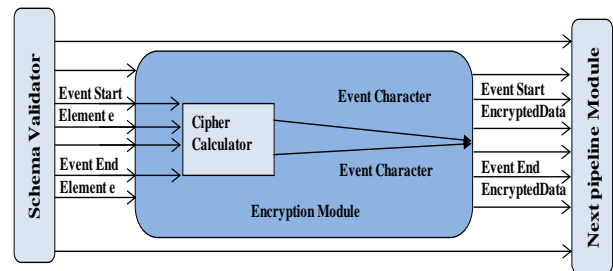 Schema Validator
Event Start
Element e
Event End
Element e
Cipher
Calculator
Event Character
Event Character
Encryption Module
Event Start
EncryptedData
Event End
EncryptedData
Next pipeline Module